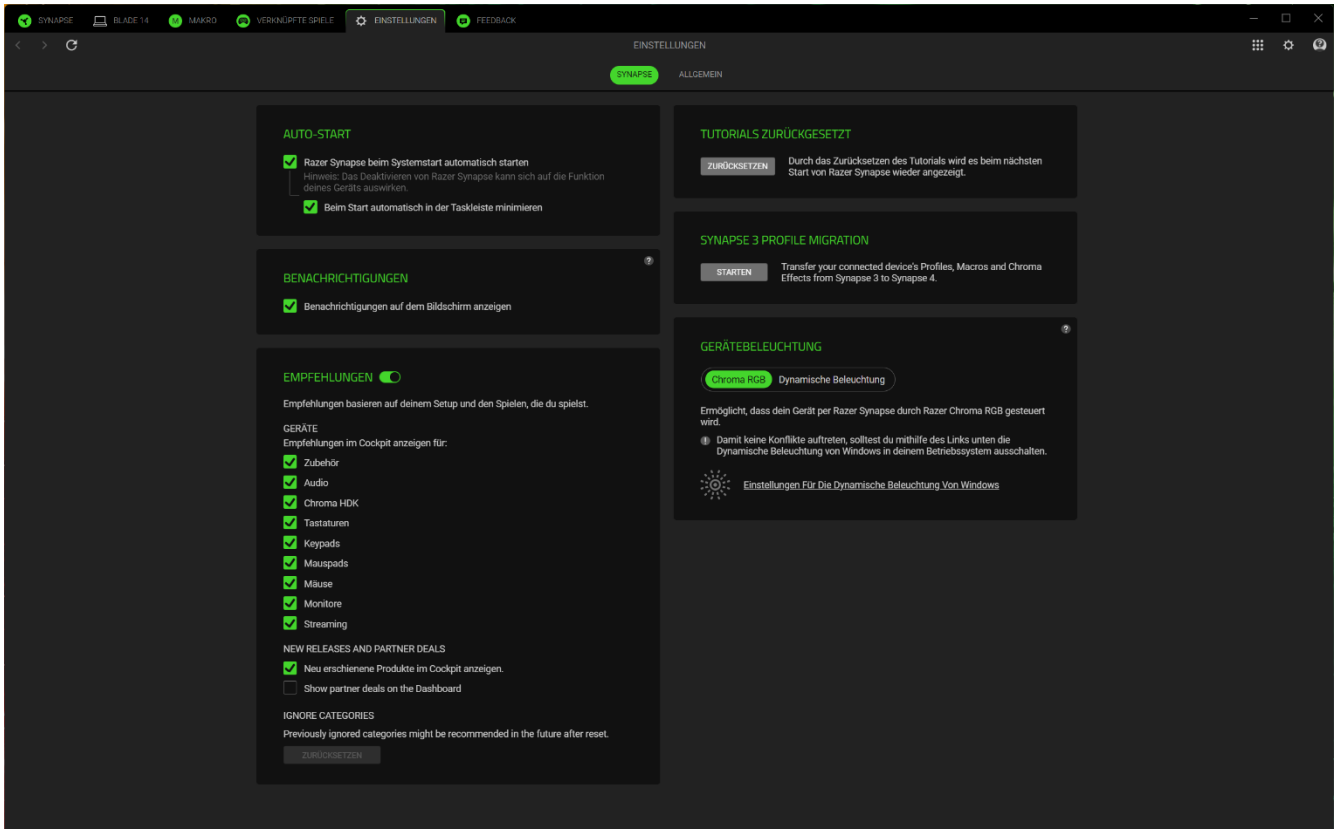 SYNAPSE
BLADE 14
M
MAKRO
VERKNÜPFTE SPIELE
EINSTELLUNGEN
FEEDBACK
EINSTELLUNGEN
SYNAPSE
ALLGEMEIN
AUTO-START
Razer Synapse beim Systemstart automatisch starten
Hinweis: Das Deaktivieren von Razer Synapse kann sich auf die Funktion
deines Geräts auswirken.
Beim Start automatisch in der Taskleiste minimieren
BENACHRICHTIGUNGEN
?
Benachrichtigungen auf dem Bildschirm anzeigen
EMPFEHLUNGEN
Empfehlungen basieren auf deinem Setup und den Spielen, die du spielst.
GERÄTE
Empfehlungen im Cockpit anzeigen für:
Zubehör
Audio
Chroma HDK
Tastaturen
Keypads
Mauspads
Mäuse
Monitore
Streaming
NEW RELEASES AND PARTNER DEALS
Neu erschienene Produkte im Cockpit anzeigen.
Show partner deals on the Dashboard
IGNORE CATEGORIES
Previously ignored categories might be recommended in the future after reset.
ZURÜCKSETZEN
TUTORIALS ZURÜCKGESETZT
ZURÜCKSETZEN
Durch das Zurücksetzen des Tutorials wird es beim nächsten
Start von Razer Synapse wieder angezeigt.
SYNAPSE 3 PROFILE MIGRATION
STARTEN
Transfer your connected device's Profiles, Macros and Chroma
Effects from Synapse 3 to Synapse 4.
?
GERÄTEBELEUCHTUNG
Chroma RGB
Dynamische Beleuchtung
Ermöglicht, dass dein Gerät per Razer Synapse durch Razer Chroma RGB gesteuert
wird.
Damit keine Konflikte auftreten, solltest du mithilfe des Links unten die
Dynamische Beleuchtung von Windows in deinem Betriebssystem ausschalten.
Einstellungen Für Die Dynamische Beleuchtung Von Windows